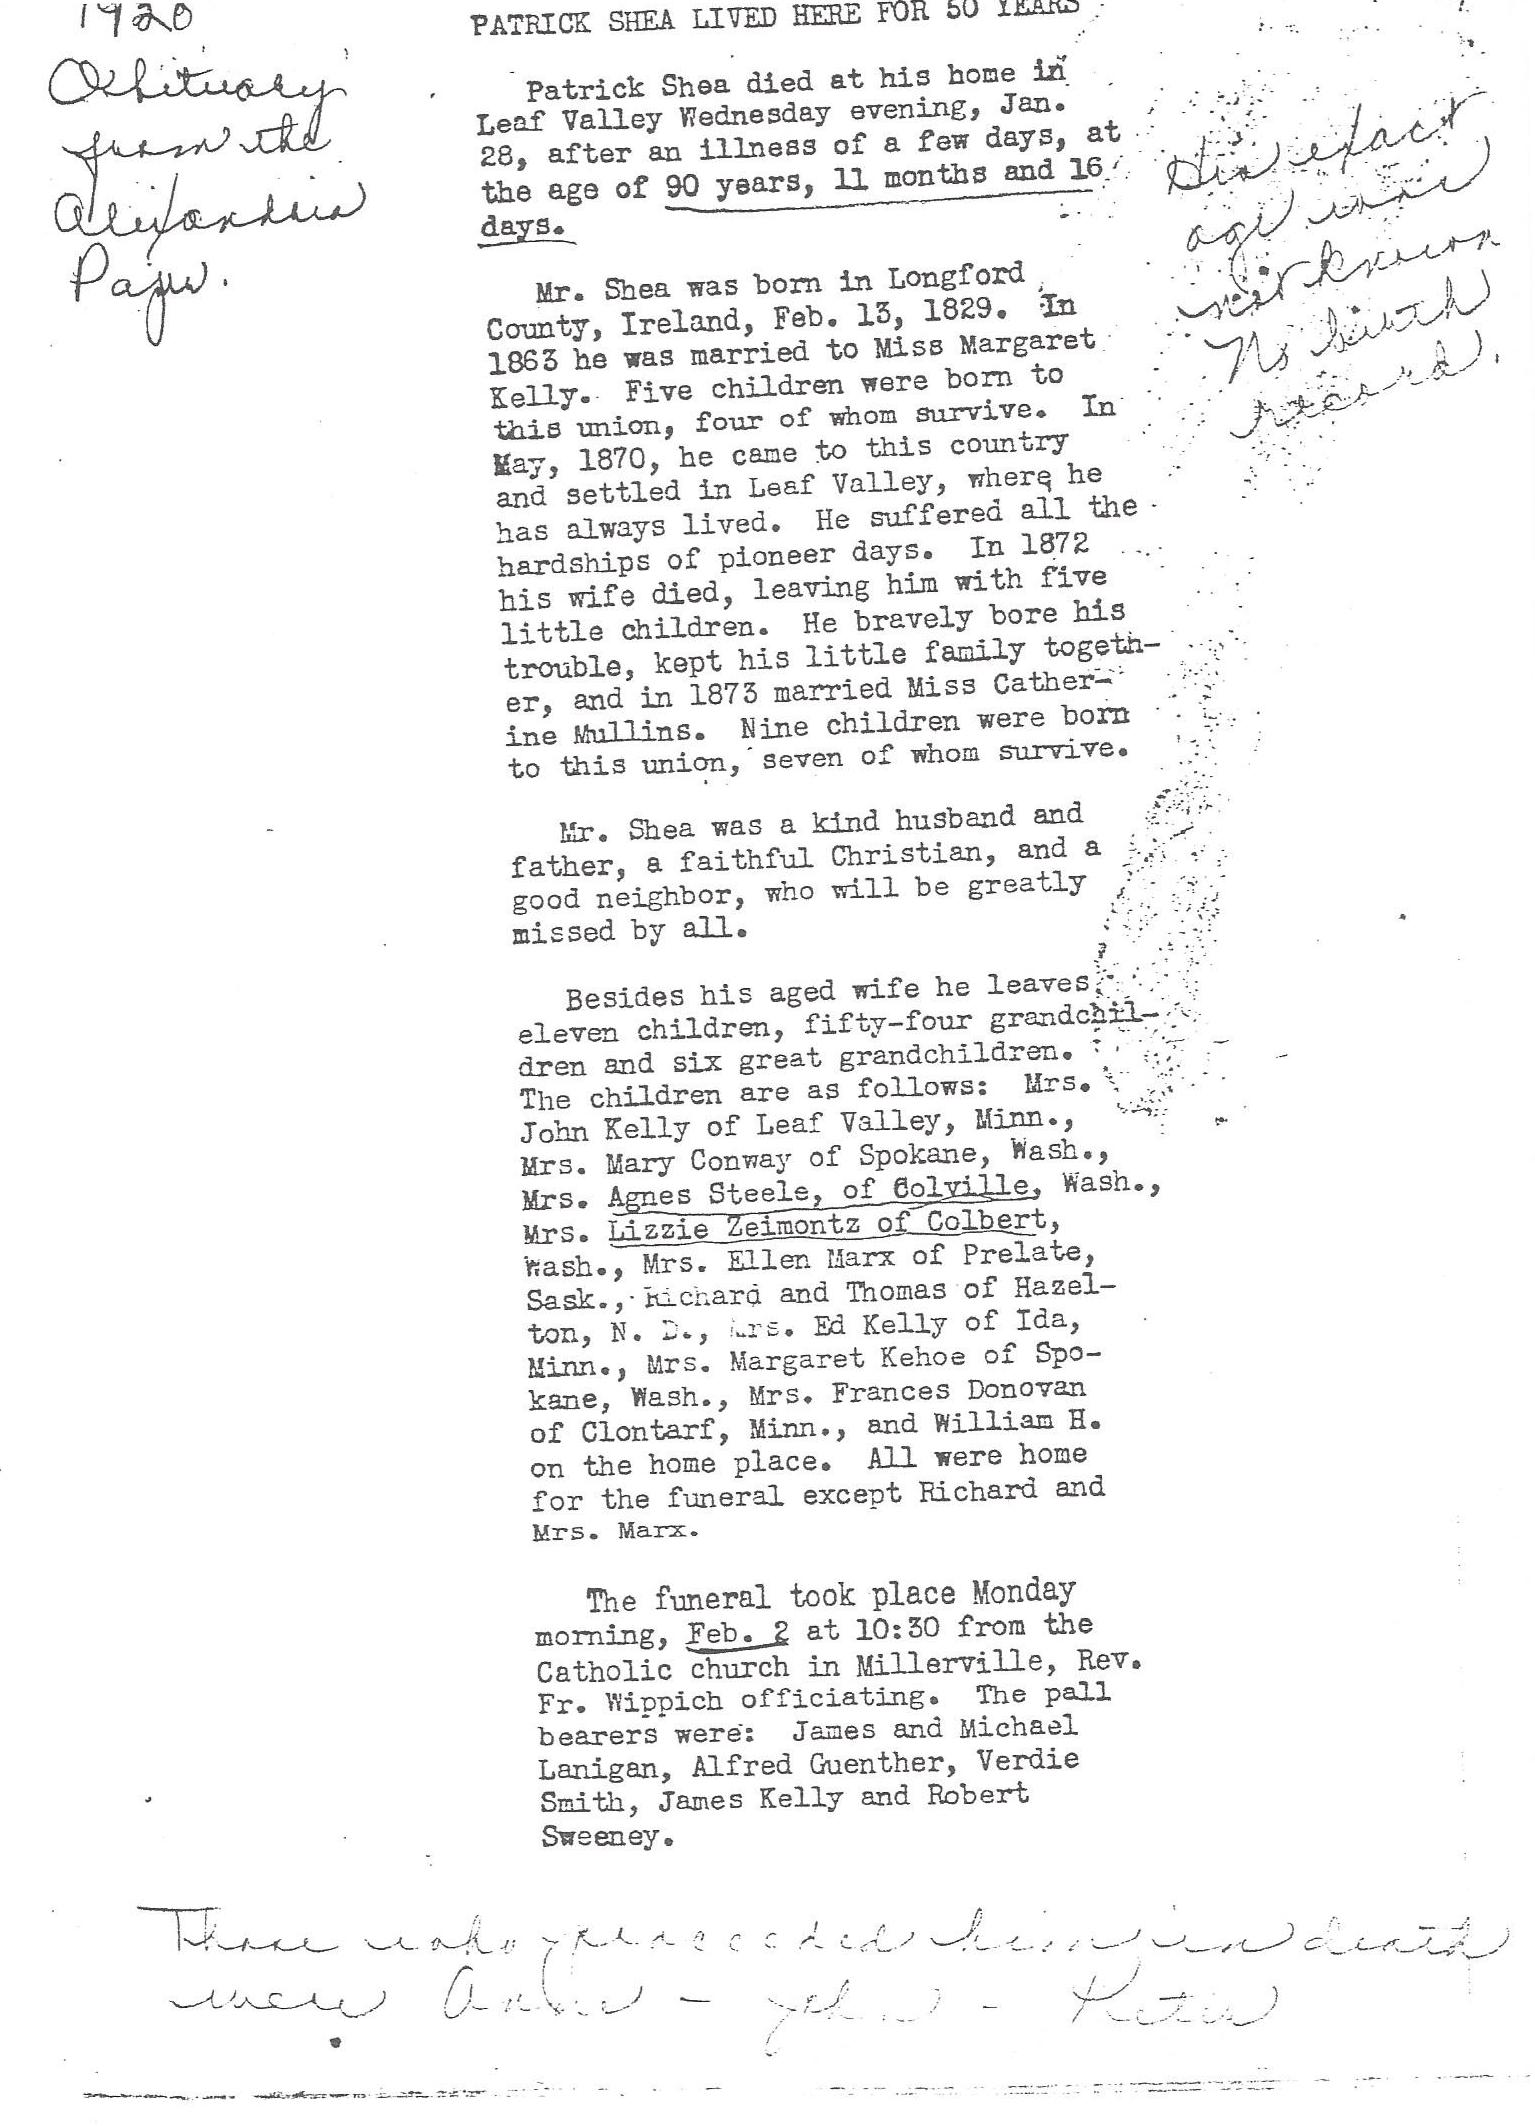 1920
Obituary
from the
Alexandria
Paper.
PATRICK SHEA LIVED HERE FOR 50 YEARS
Patrick Shea died at his home in
Leaf Valley Wednesday evening, Jan.
28, after an illness of a few days, at
the age of 90 years, 11 months and 16
days.
His exact
age was
not known
No birth
record.
Mr. Shea was born in Longford
County, Ireland, Feb. 13, 1829. In
1863 he was married to Miss Margaret
Kelly. Five children were born to
this union, four of whom survive. In
May, 1870, he came to this country
and settled in Leaf Valley, where he
has always lived. He suffered all the
hardships of pioneer days. In 1872
his wife died, leaving him with five
little children. He bravely bore his
trouble, kept his little family togeth-
er, and in 1873 married Miss Cather-
ine Mullins. Nine children were born
to this union, seven of whom survive.
Mr. Shea was a kind husband and
father, a faithful Christian, and a
good neighbor, who will be greatly
missed by all.
Besides his aged wife he leaves
eleven children, fifty-four grandchil-
dren and six great grandchildren.
The children are as follows: Mrs.
John Kelly of Leaf Valley, Minn.,
Mrs. Mary Conway of Spokane, Wash.,
Mrs. Agnes Steele, of Colville, Wash.,
Mrs. Lizzie Zeimontz of Colbert,
Wash., Mrs. Ellen Marx of Prelate,
Sask., Richard and Thomas of Hazel-
ton, N. D., Mrs. Ed Kelly of Ida,
Minn., Mrs. Margaret Kehoe of Spo-
kane, Wash., Mrs. Frances Donovan
of Clontarf, Minn., and William H.
on the home place. All were home
for the funeral except Richard and
Mrs. Marx.
The funeral took place Monday
morning, Feb. 2 at 10:30 from the
Catholic church in Millerville, Rev.
Fr. Wippich officiating. The pall
bearers were: James and Michael
Lanigan, Alfred Guenther, Verdie
Smith, James Kelly and Robert
Sweeney.
Those who preceeded him in death
were Anne - John - Peter